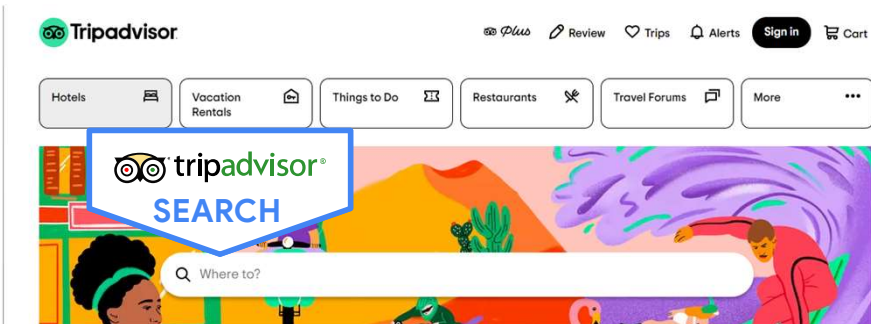 Tripadvisor
Plus Review Trips Alerts Sign in Cart
Hotels
Vacation
Rentals
Things to Do
Restaurants
Travel Forums
More
tripadvisor®
SEARCH
Where to?